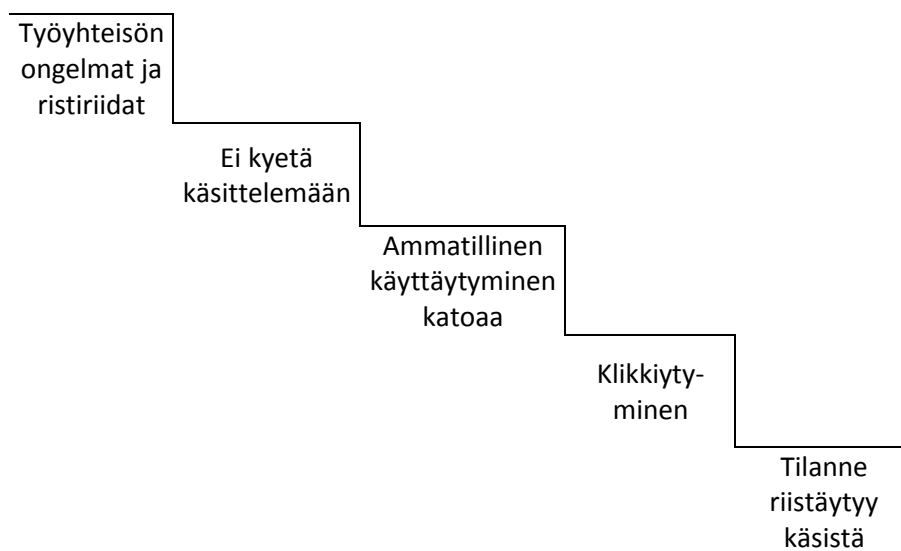 Työyhteisön
ongelmat ja
ristiriidat
Ei kyetä
käsittelemään
Ammatillinen
käyttäytyminen
katoaa
Klikkiyty-
minen
Tilanne
riistäytyy
käsistä